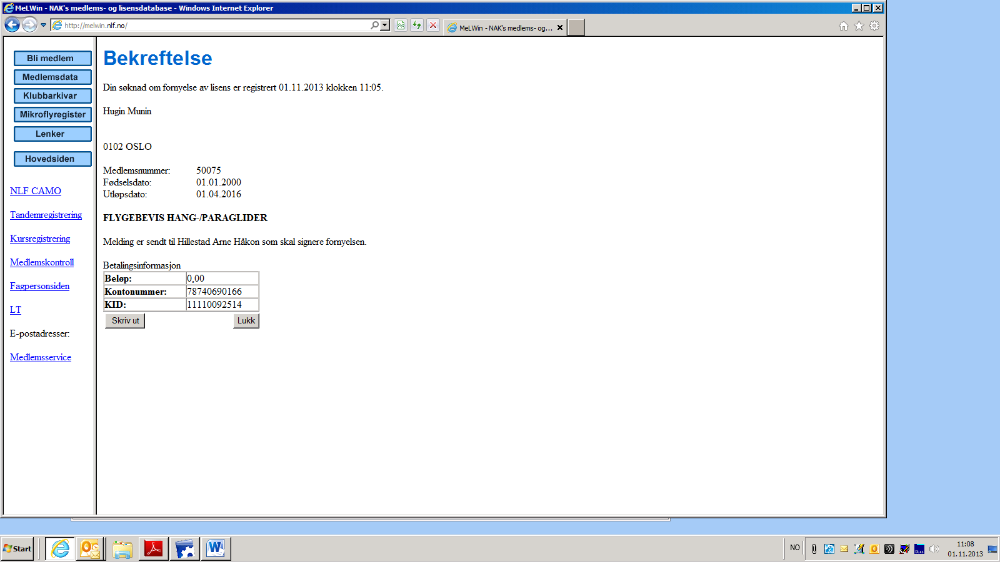 MeLWin - NAK's medlems- og lisensdatabase - Windows Internet Explorer
http://melwin.nlf.no/
MeLWin - NAK's medlems- og...
Bli medlem
Medlemsdata
Klubbarkivar
Mikroflyregister
Lenker
Hovedsiden
NLF CAMO
Tandemregistrering
Kursregistrering
Medlemskontroll
Fagpersonsiden
LT
E-postadresser:
Medlemsservice
Bekreftelse
Din søknad om fornyelse av lisens er registrert 01.11.2013 klokken 11:05.
Hugin Munin
0102 OSLO
Medlemsnummer: 50075
Fødselsdato: 01.01.2000
Utløpsdato: 01.04.2016
FLYGEBEVIS HANG-/PARAGLIDER
Melding er sendt til Hillestad Arne Håkon som skal signere fornyelsen.
Betalingsinformasjon
Beløp: 0,00
Kontonummer: 78740690166
KID: 11110092514
Skriv ut Lukk
Start
NO
11:08
01.11.2013